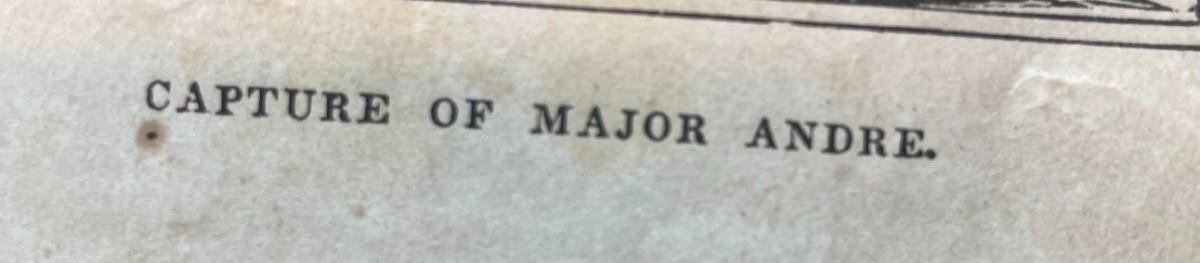 CAPTURE OF MAJOR ANDRE.